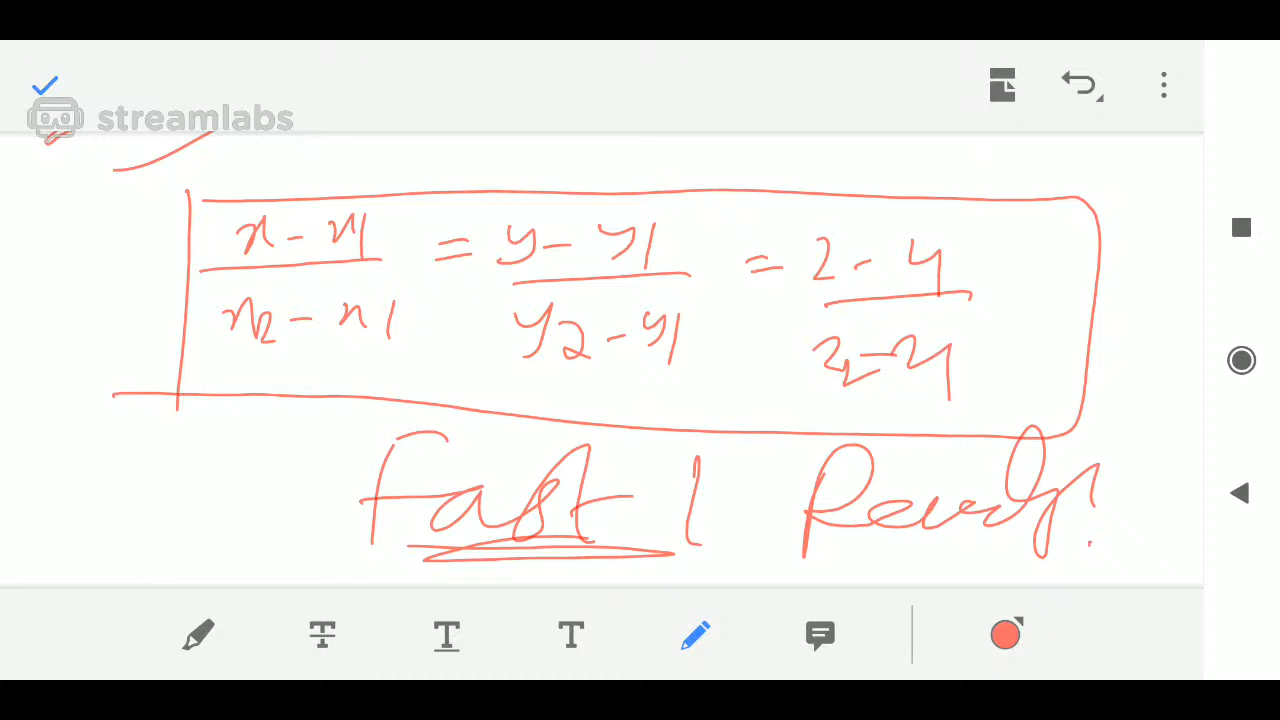 streamlabs
x - x1 = y - y1 = z - z1
x2 - x1 y2 - y1 z2 - z1
Fast! Ready!